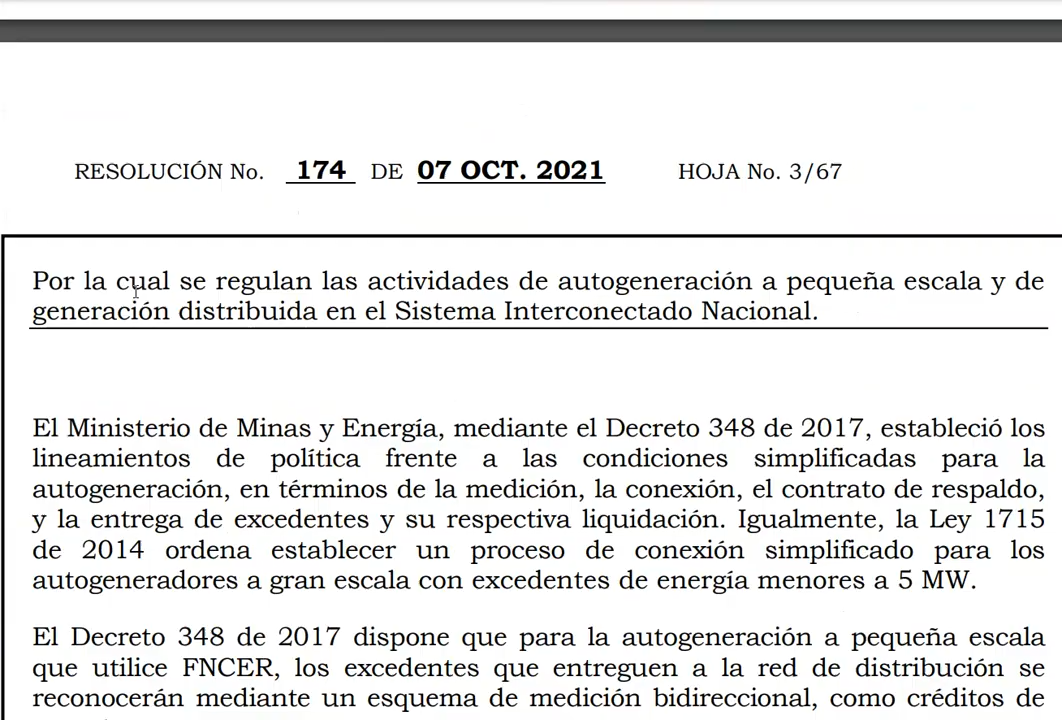 RESOLUCIÓN No. 174 DE 07 OCT. 2021 HOJA No. 3/67
Por la cual se regulan las actividades de autogeneración a pequeña escala y de
generación distribuida en el Sistema Interconectado Nacional.
El Ministerio de Minas y Energía, mediante el Decreto 348 de 2017, estableció los
lineamientos de política frente a las condiciones simplificadas para la
autogeneración, en términos de la medición, la conexión, el contrato de respaldo,
y la entrega de excedentes y su respectiva liquidación. Igualmente, la Ley 1715
de 2014 ordena establecer un proceso de conexión simplificado para los
autogeneradores a gran escala con excedentes de energía menores a 5 MW.
El Decreto 348 de 2017 dispone que para la autogeneración a pequeña escala
que utilice FNCER, los excedentes que entreguen a la red de distribución se
reconocerán mediante un esquema de medición bidireccional, como créditos de